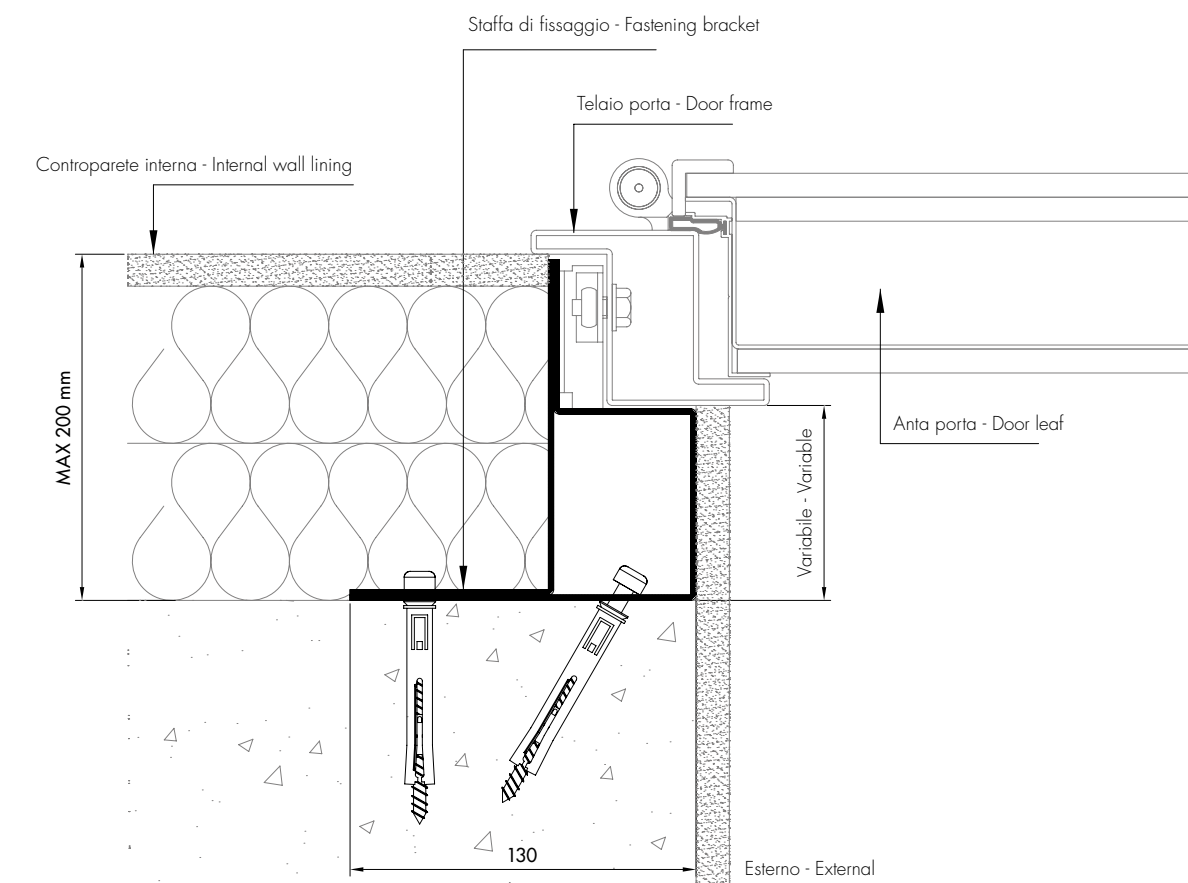 Staffa di fissaggio - Fastening bracket
Telaio porta - Door frame
Controparete interna - Internal wall lining
MAX 200 mm
Anta porta - Door leaf
Variabile - Variable
130
Esterno - External